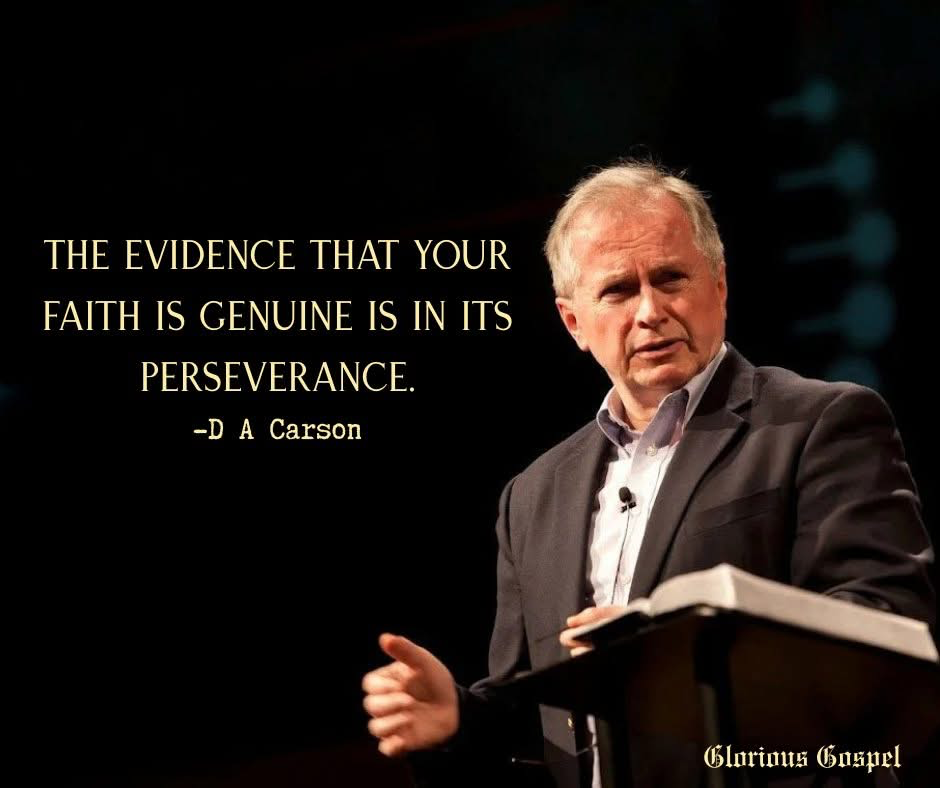 THE EVIDENCE THAT YOUR
FAITH IS GENUINE IS IN ITS
PERSEVERANCE.
-D A Carson
Glorious Gospel